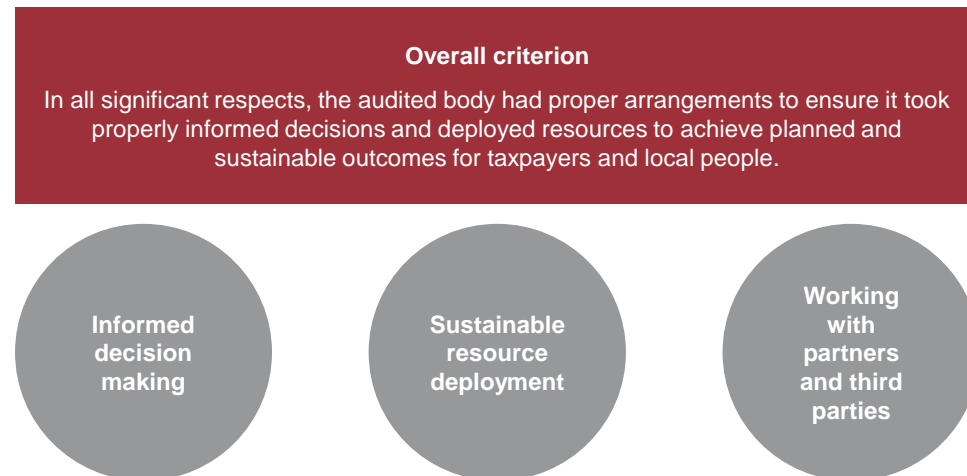 Overall criterion
In all significant respects, the audited body had proper arrangements to ensure it took
properly informed decisions and deployed resources to achieve planned and
sustainable outcomes for taxpayers and local people.
Informed
decision
making
Sustainable
resource
deployment
Working
with
partners
and third
parties